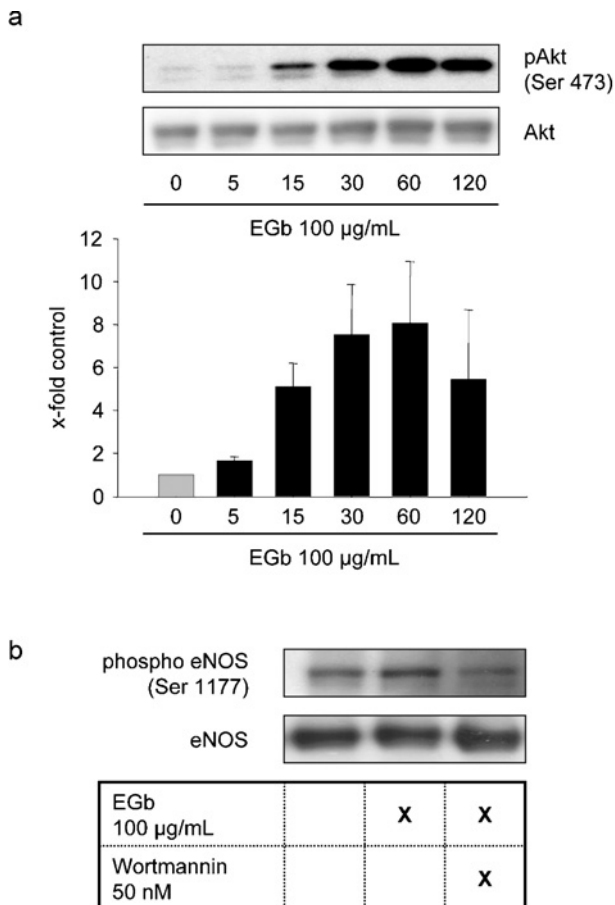 a
pAkt
(Ser 473)
Akt
0 5 15 30 60 120
EGb 100 µg/mL
12
10
8
6
4
2
0
x-fold control
0 5 15 30 60 120
EGb 100 µg/mL
b
phospho eNOS
(Ser 1177)
eNOS
EGb
100 µg/mL
X X
Wortmannin
50 nM
X